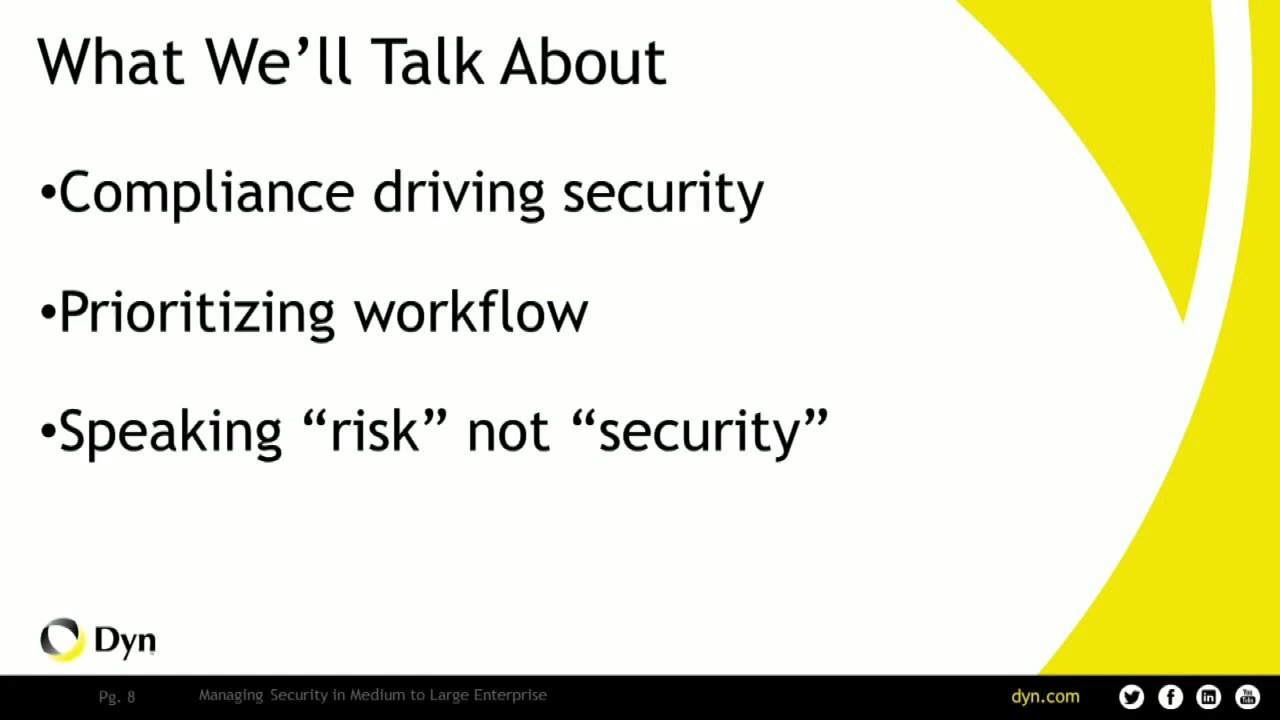 What We’ll Talk About
•Compliance driving security
•Prioritizing workflow
•Speaking “risk” not “security”
Dyn
Pg. 8
Managing Security in Medium to Large Enterprise
dyn.com